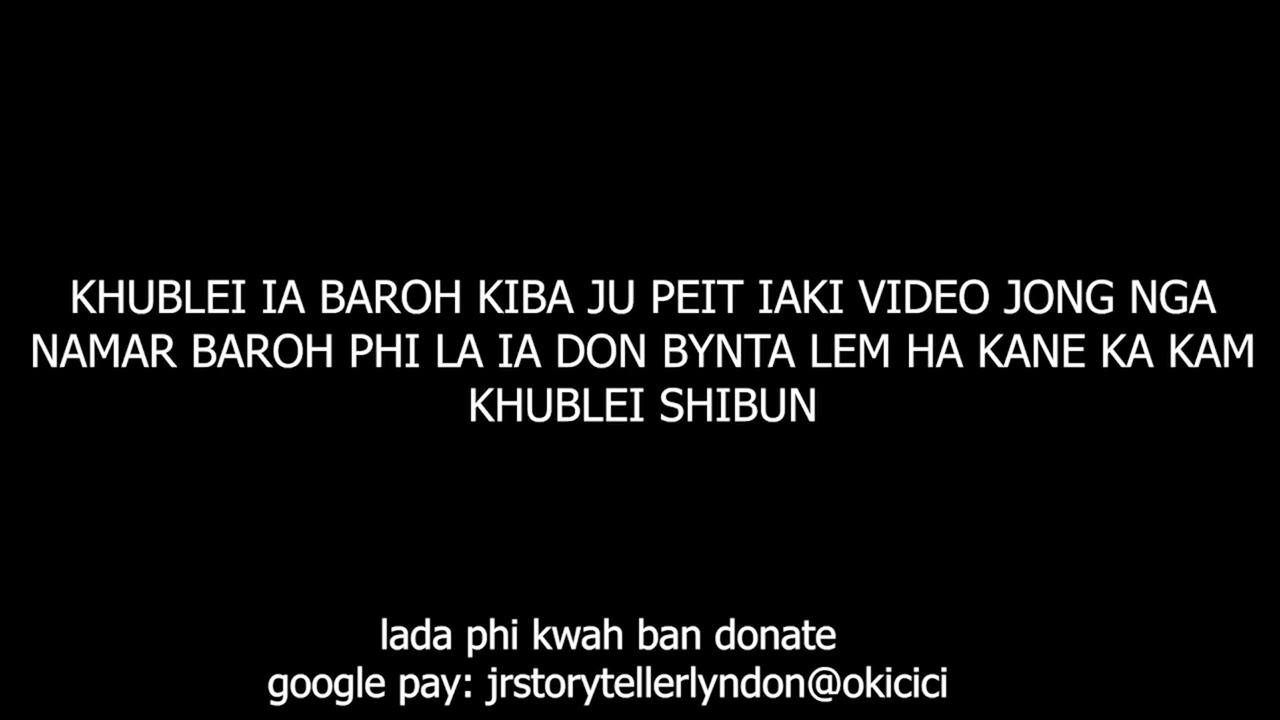 KHUBLEI IA BAROH KIBA JU PEIT IAKI VIDEO JONG NGA
NAMAR BAROH PHI LA IA DON BYNTA LEM HA KANE KA KAM
KHUBLEI SHIBUN
lada phi kwah ban donate
google pay: jrstorytellerlyndon@okicici